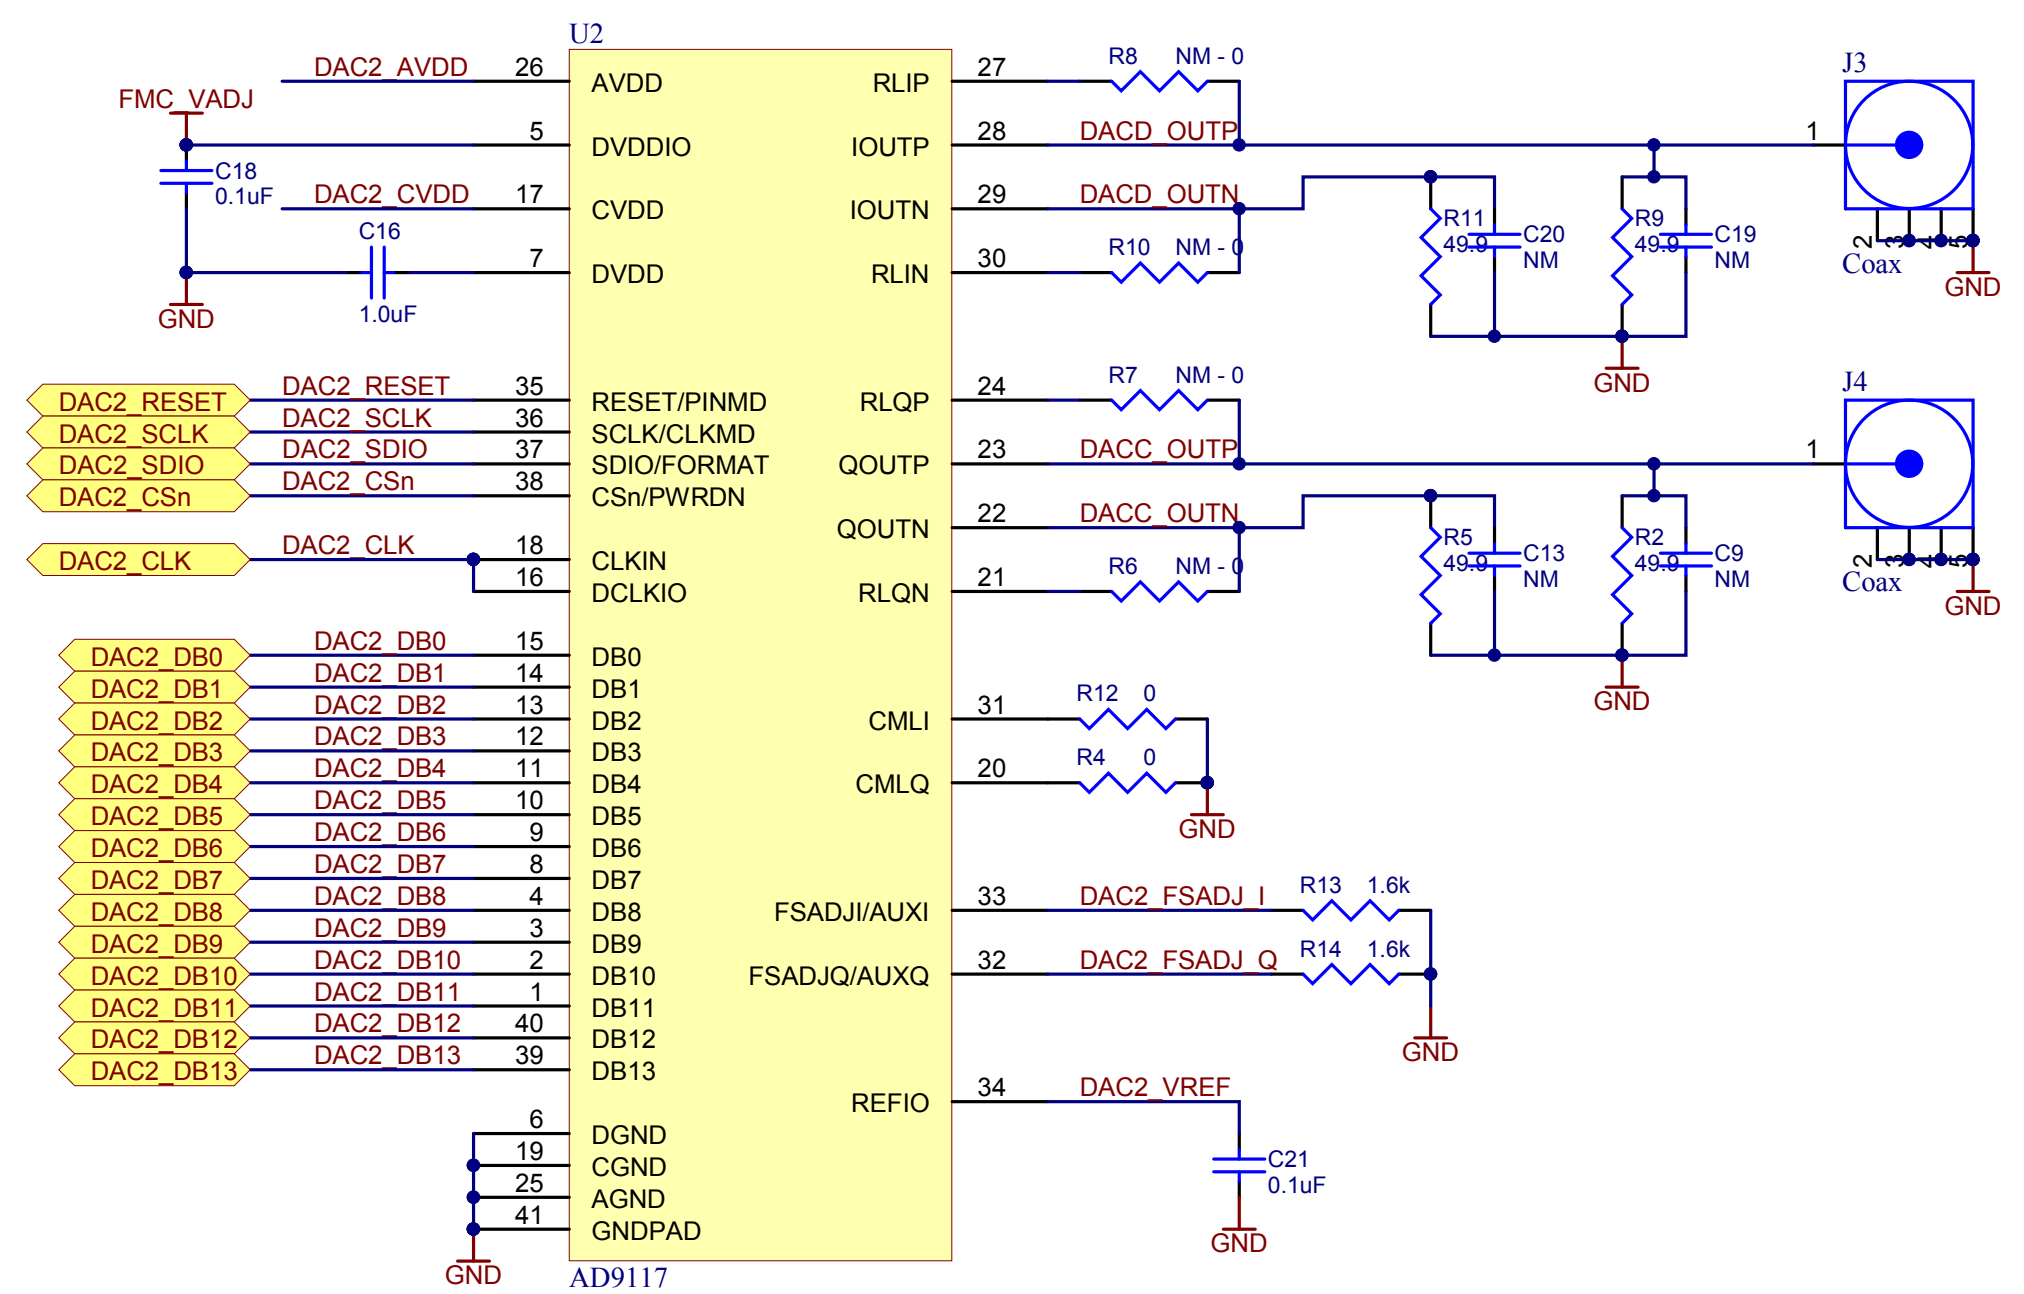 U2
DAC2_AVDD 26 AVDD
FMC_VADJ
5 DVDDIO
C18
0.1uF
DAC2_CVDD 17 CVDD
C16
7 DVDD
1.0uF
GND
DAC2_RESET DAC2_RESET 35 RESET/PINMD
DAC2_SCLK DAC2_SCLK 36 SCLK/CLKMD
DAC2_SDIO DAC2_SDIO 37 SDIO/FORMAT
DAC2_CSn DAC2_CSn 38 CSn/PWRDN
DAC2_CLK DAC2_CLK 18 CLKIN
16 DCLKIO
DAC2_DB0 DAC2_DB0 15 DB0
DAC2_DB1 DAC2_DB1 14 DB1
DAC2_DB2 DAC2_DB2 13 DB2
DAC2_DB3 DAC2_DB3 12 DB3
DAC2_DB4 DAC2_DB4 11 DB4
DAC2_DB5 DAC2_DB5 10 DB5
DAC2_DB6 DAC2_DB6 9 DB6
DAC2_DB7 DAC2_DB7 8 DB7
DAC2_DB8 DAC2_DB8 4 DB8
DAC2_DB9 DAC2_DB9 3 DB9
DAC2_DB10 DAC2_DB10 2 DB10
DAC2_DB11 DAC2_DB11 1 DB11
DAC2_DB12 DAC2_DB12 40 DB12
DAC2_DB13 DAC2_DB13 39 DB13
6 DGND
19 CGND
25 AGND
41 GNDPAD
GND
AD9117
RLIP 27 R8 NM - 0
IOUTP 28 DACD_OUTP
IOUTN 29 DACD_OUTN
RLIN 30 R10 NM - 0
R11
49.9
C20
NM
R9
49.9
C19
NM
GND
J3
1
2 3 4 5
Coax
GND
RLQP 24 R7 NM - 0
QOUTP 23 DACC_OUTP
QOUTN 22 DACC_OUTN
RLQN 21 R6 NM - 0
R5
49.9
C13
NM
R2
49.9
C9
NM
GND
J4
1
2 3 4 5
Coax
GND
CMLI 31 R12 0
CMLQ 20 R4 0
GND
FSADJI/AUXI 33 DAC2_FSADJ_I R13 1.6k
FSADJQ/AUXQ 32 DAC2_FSADJ_Q R14 1.6k
GND
REFIO 34 DAC2_VREF
C21
0.1uF
GND